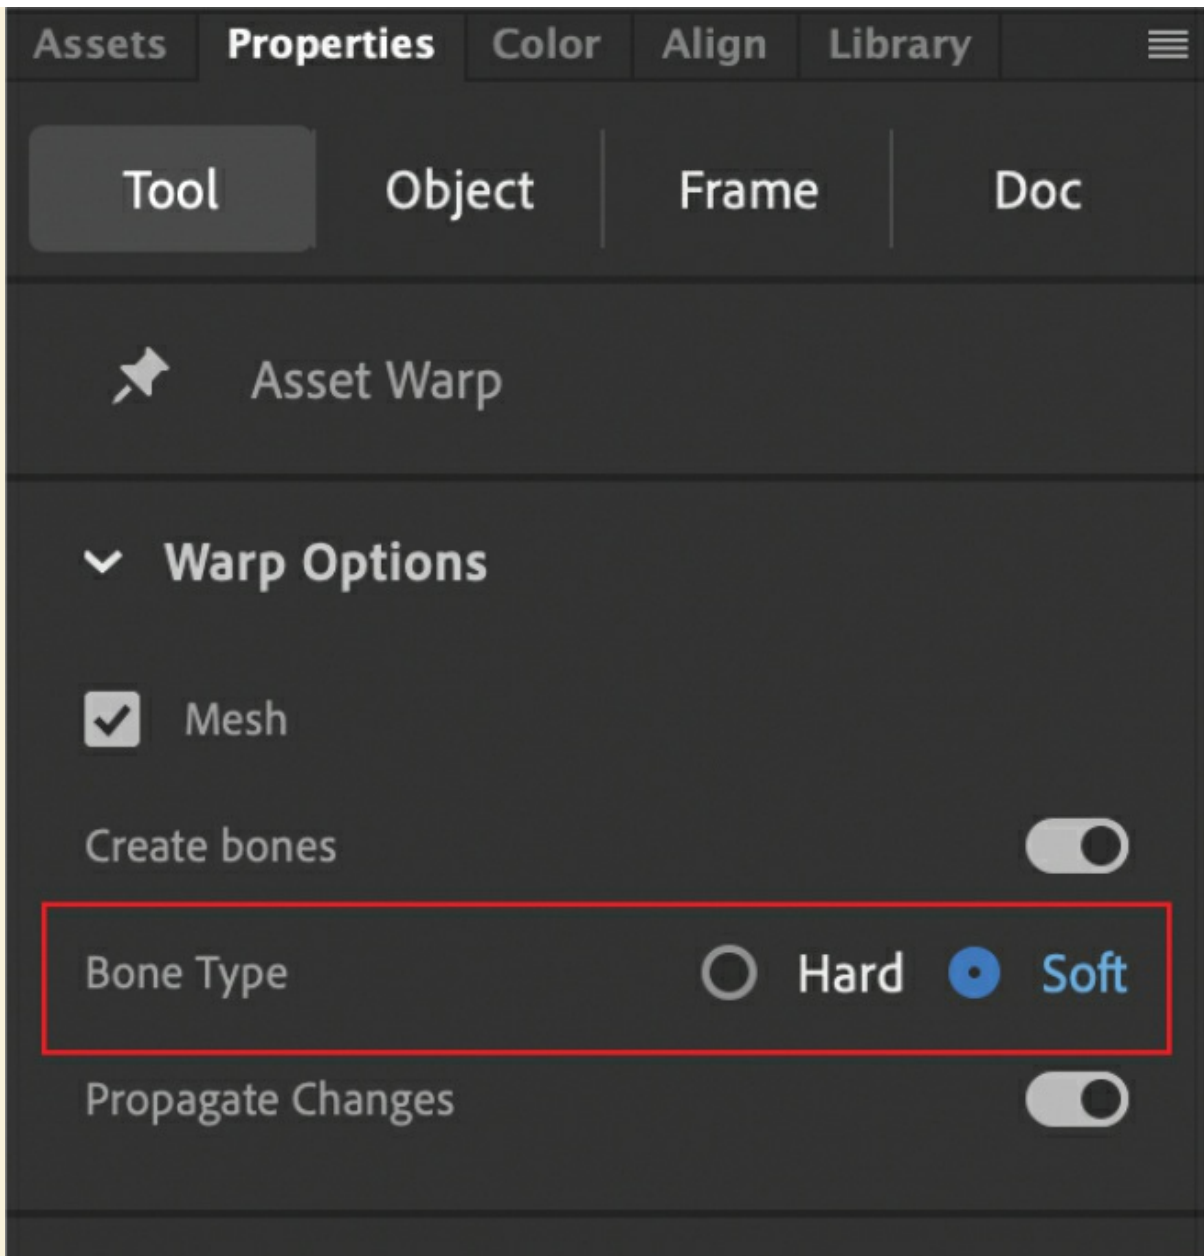 Assets Properties Color Align Library
Tool Object Frame Doc
Asset Warp
Warp Options
Mesh
Create bones
Bone Type Hard Soft
Propagate Changes